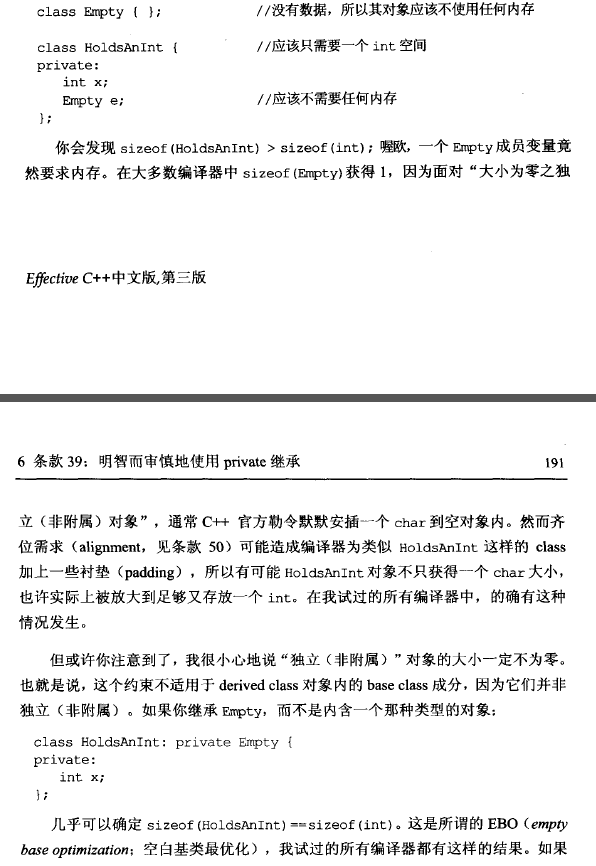 class Empty { };    //没有数据，所以其对象应该不使用任何内存
class HoldsAnInt {    //应该只需要一个 int 空间
private:
int x;
Empty e;    //应该不需要任何内存
};
你会发现 sizeof(HoldsAnInt) > sizeof(int)；喔欧，一个 Empty 成员变量竟
然要求内存。在大多数编译器中 sizeof(Empty)获得 1，因为面对“大小为零之独
Effective C++中文版,第三版
6 条款 39：明智而审慎地使用 private 继承    191
立（非附属）对象”，通常 C++ 官方勒令默默安插一个 char 到空对象内。然而齐
位需求（alignment，见条款 50）可能造成编译器为类似 HoldsAnInt 这样的 class
加上一些衬垫（padding），所以有可能 HoldsAnInt 对象不只获得一个 char 大小，
也许实际上被放大到足够又存放一个 int。在我试过的所有编译器中，的确有这种
情况发生。
但或许你注意到了，我很小心地说“独立（非附属）”对象的大小一定不为零。
也就是说，这个约束不适用于 derived class 对象内的 base class 成分，因为它们并非
独立（非附属）。如果你继承 Empty，而不是内含一个那种类型的对象：
class HoldsAnInt: private Empty {
private:
int x;
};
几乎可以确定 sizeof(HoldsAnInt)==sizeof(int)。这是所谓的 EBO（empty
base optimization；空白基类最优化），我试过的所有编译器都有这样的结果。如果